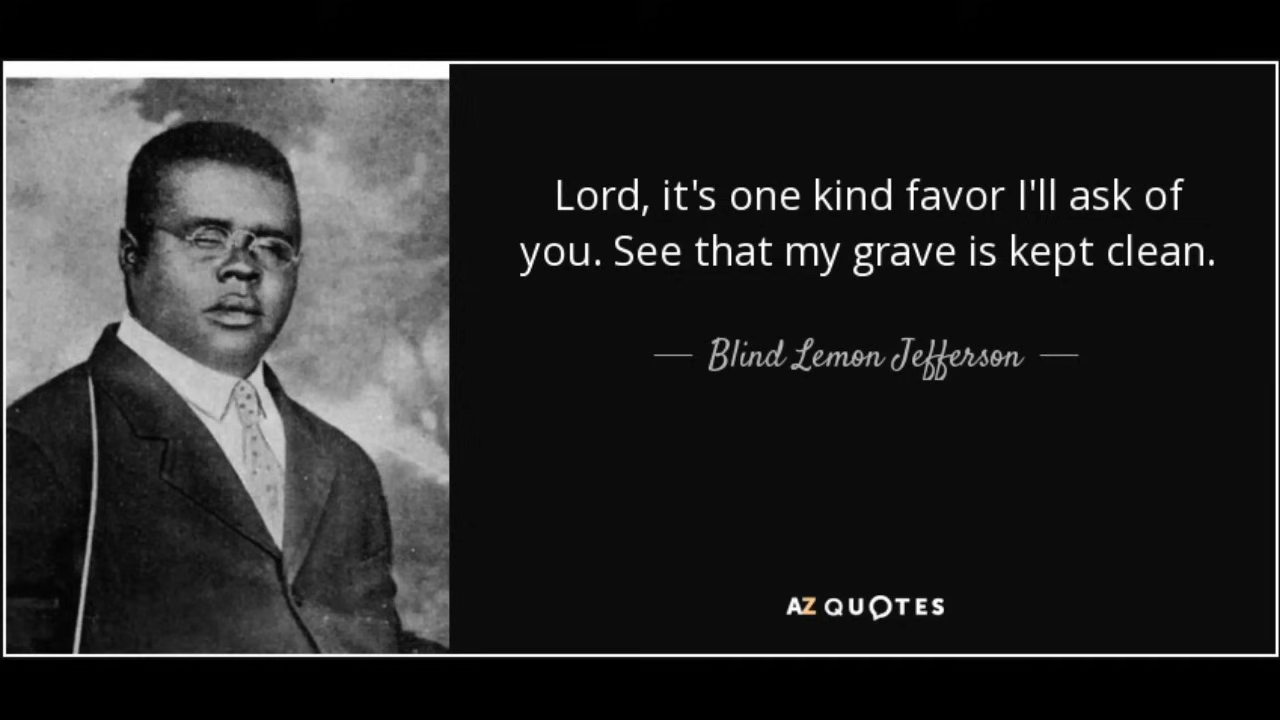 Lord, it's one kind favor I'll ask of
you. See that my grave is kept clean.
Blind Lemon Jefferson
AZ QUOTES